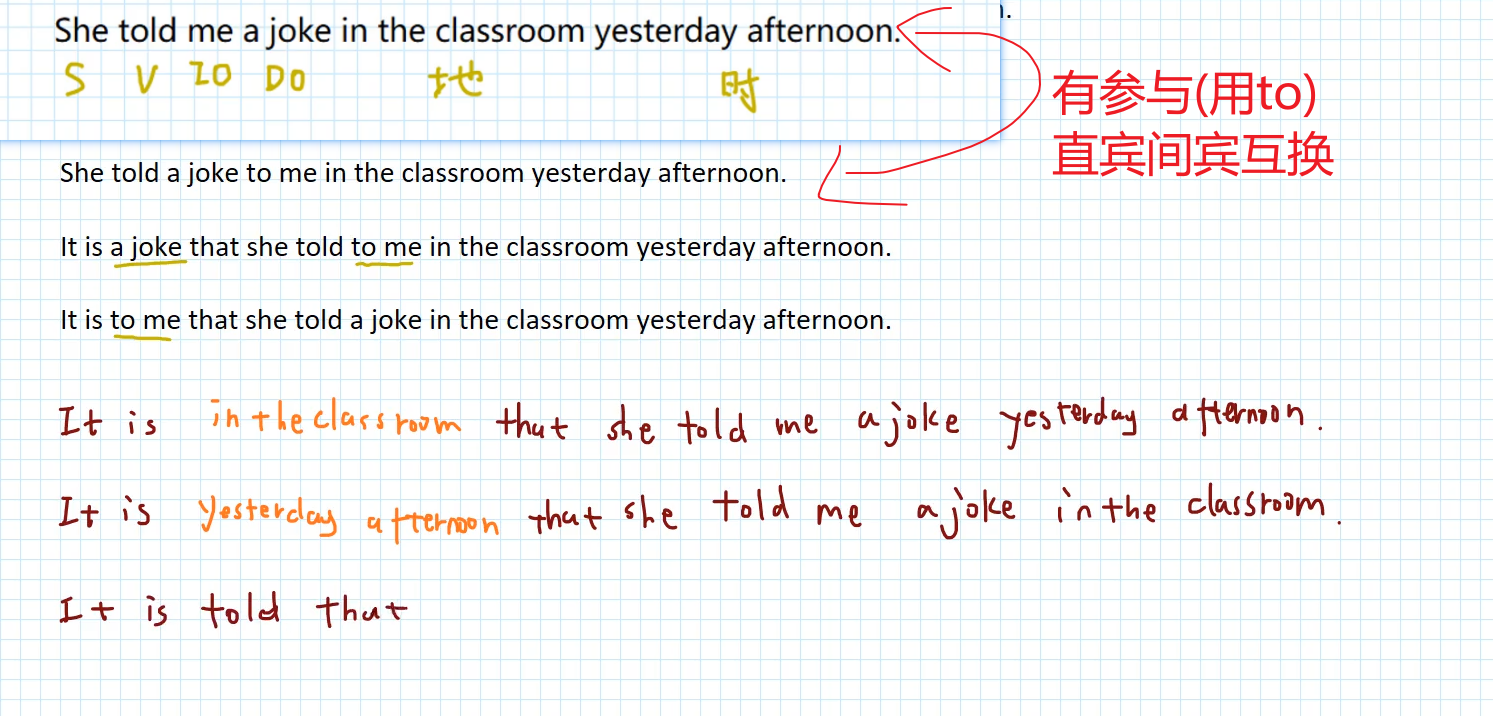 She told me a joke in the classroom yesterday afternoon.
S V IO DO 地 时
有参与(用to)
直宾间宾互换
She told a joke to me in the classroom yesterday afternoon.
It is a joke that she told to me in the classroom yesterday afternoon.
It is to me that she told a joke in the classroom yesterday afternoon.
It is in the classroom that she told me a joke yesterday afternoon.
It is yesterday afternoon that she told me a joke in the classroom.
It is told that